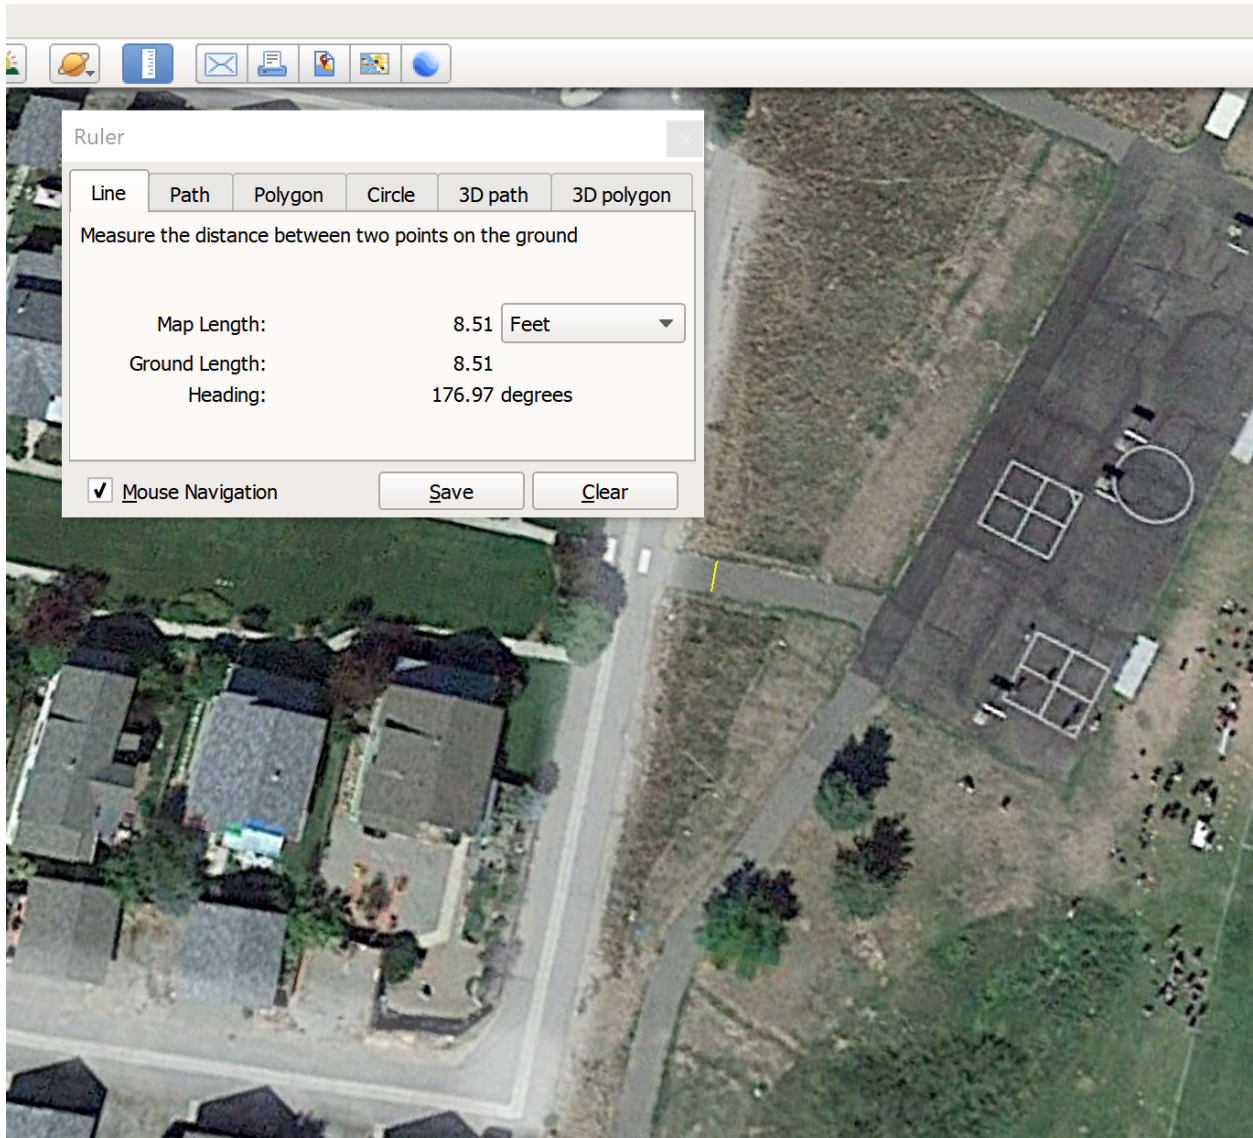 Ruler
Line Path Polygon Circle 3D path 3D polygon
Measure the distance between two points on the ground
Map Length: 8.51 Feet
Ground Length: 8.51
Heading: 176.97 degrees
Mouse Navigation Save Clear